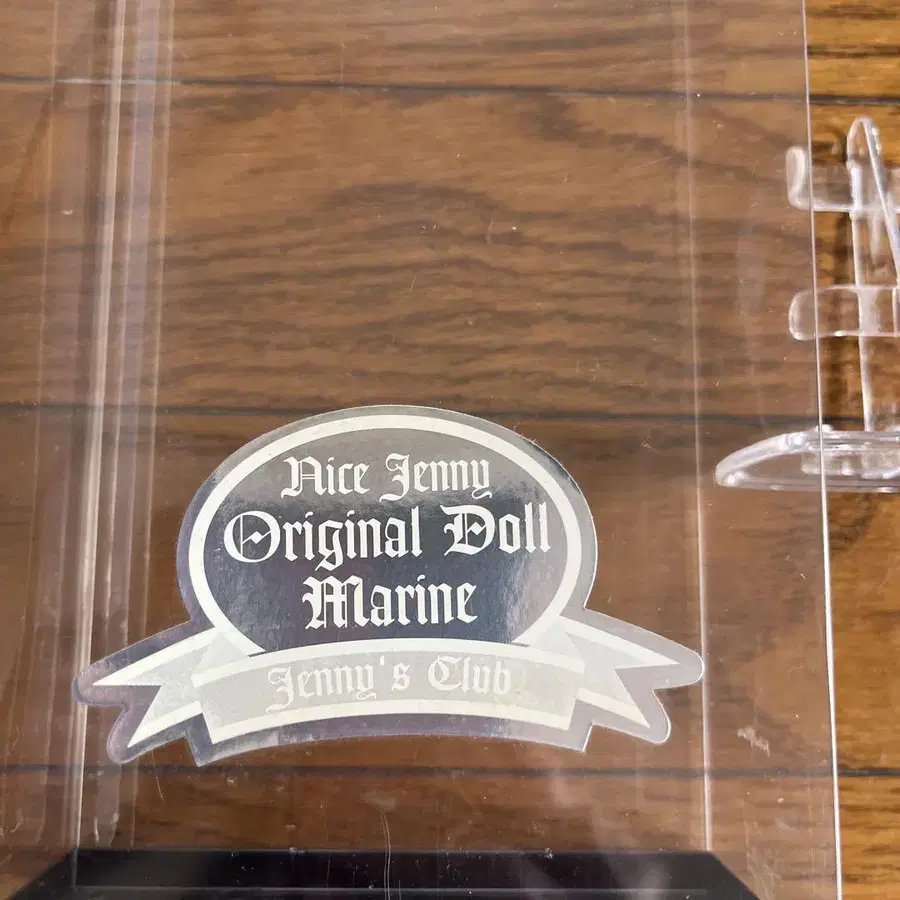 Nice Jenny
Original Doll
Marine
Jenny's Club